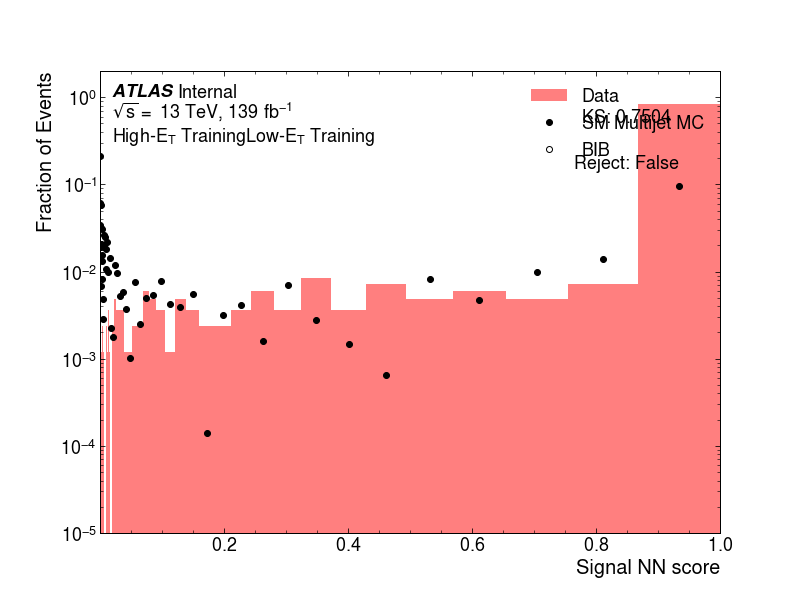 ATLAS Internal
√s = 13 TeV, 139 fb⁻¹
High-E_T TrainingLow-E_T Training
Data
KS: 0.7504
SM Multijet MC
BIB
Reject: False
Fraction of Events
10⁰
10⁻¹
10⁻²
10⁻³
10⁻⁴
10⁻⁵
0.2 0.4 0.6 0.8 1.0
Signal NN score